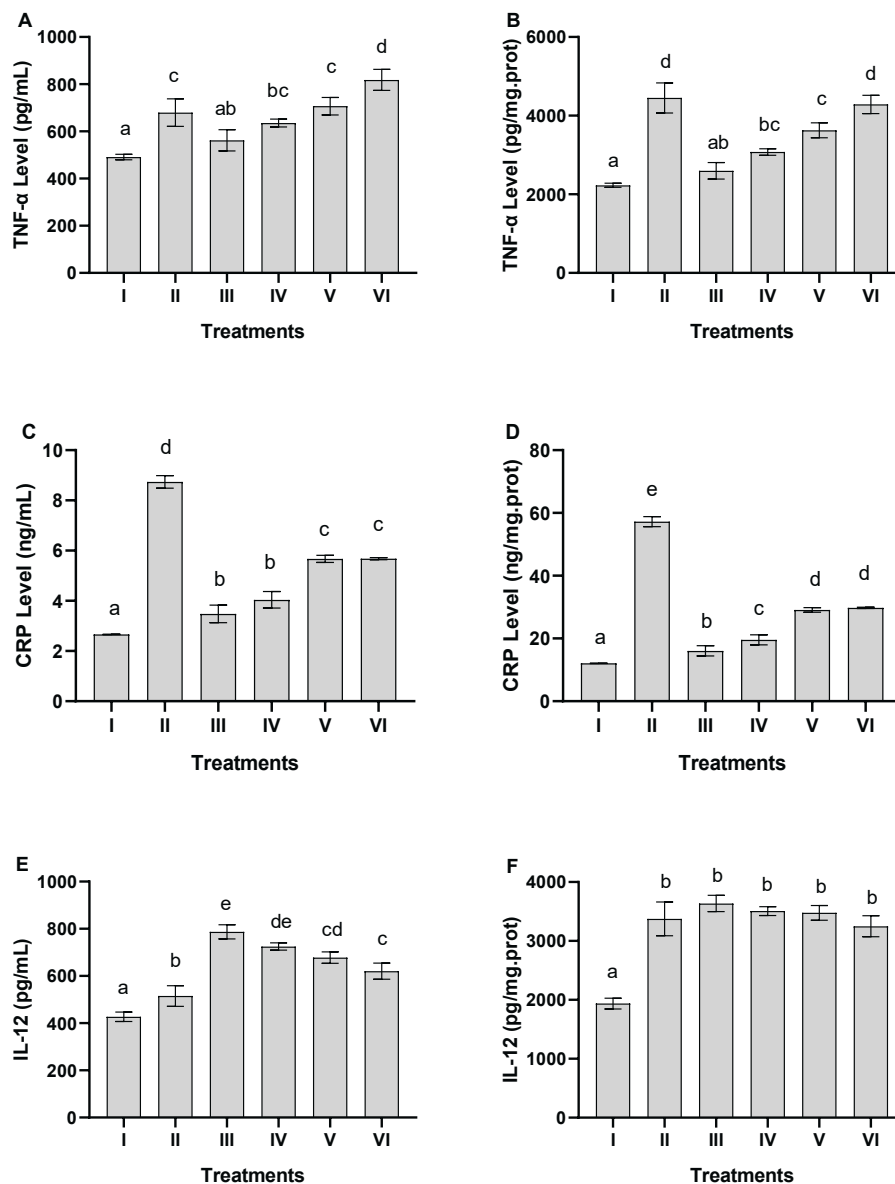 A
TNF-α Level (pg/mL)
1000
800
600
400
200
0
a
c
ab
bc
c
d
I II III IV V VI
Treatments
B
TNF-α Level (pg/mg.prot)
6000
4000
2000
0
a
d
ab
bc
c
d
I II III IV V VI
Treatments
C
CRP Level (ng/mL)
10
8
6
4
2
0
a
d
b
b
c
c
I II III IV V VI
Treatments
D
CRP Level (ng/mg.prot)
80
60
40
20
0
a
e
b
c
d
d
I II III IV V VI
Treatments
E
IL-12 (pg/mL)
1000
800
600
400
200
0
a
b
e
de
cd
c
I II III IV V VI
Treatments
F
IL-12 (pg/mg.prot)
4000
3000
2000
1000
0
a
b
b
b
b
b
I II III IV V VI
Treatments